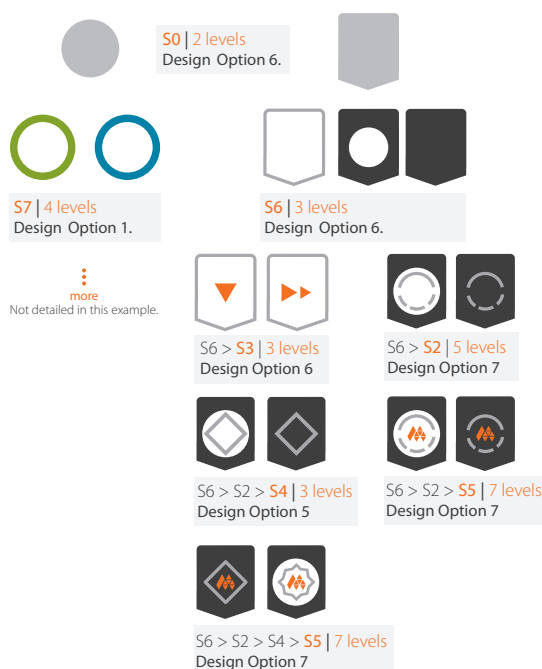 S0 | 2 levels
Design Option 6.
S7 | 4 levels
Design Option 1.
S6 | 3 levels
Design Option 6.
more
Not detailed in this example.
S6 > S3 | 3 levels
Design Option 6
S6 > S2 | 5 levels
Design Option 7
S6 > S2 > S4 | 3 levels
Design Option 5
S6 > S2 > S5 | 7 levels
Design Option 7
S6 > S2 > S4 > S5 | 7 levels
Design Option 7